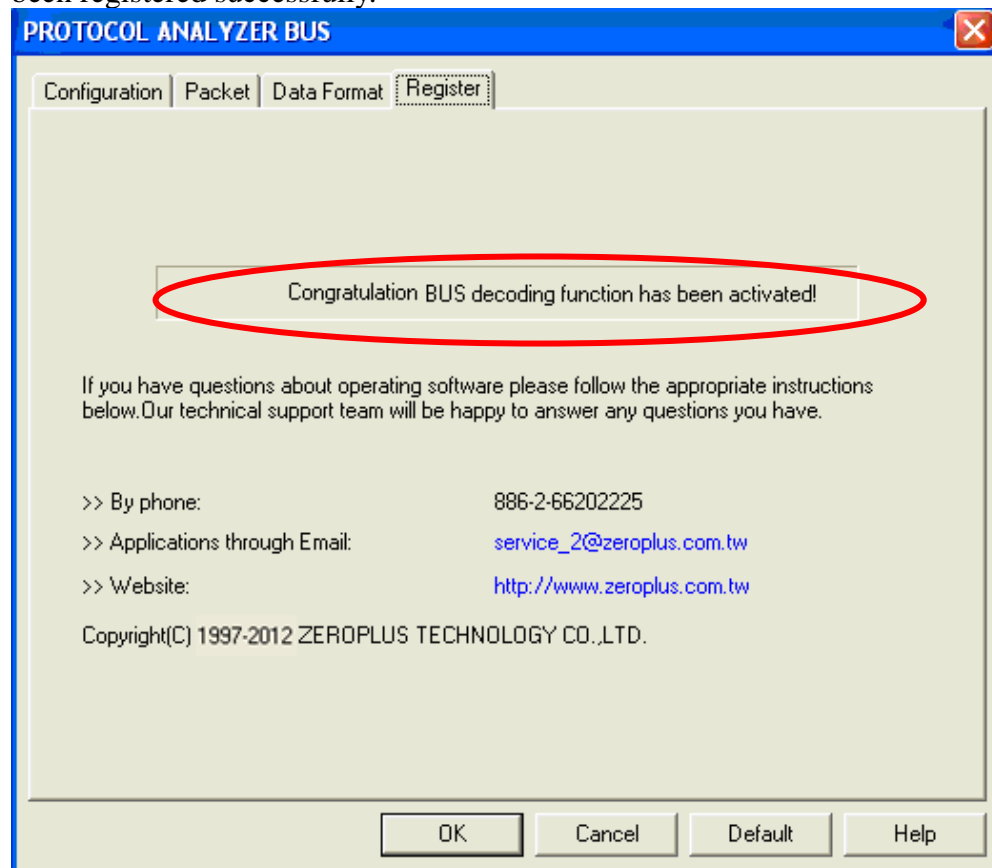 been registered successfully.
PROTOCOL ANALYZER BUS
Configuration Packet Data Format Register
Congratulation BUS decoding function has been activated!
If you have questions about operating software please follow the appropriate instructions
below.Our technical support team will be happy to answer any questions you have.
>> By phone: 886-2-66202225
>> Applications through Email: service_2@zeroplus.com.tw
>> Website: http://www.zeroplus.com.tw
Copyright(C) 1997-2012 ZEROPLUS TECHNOLOGY CO.,LTD.
OK Cancel Default Help